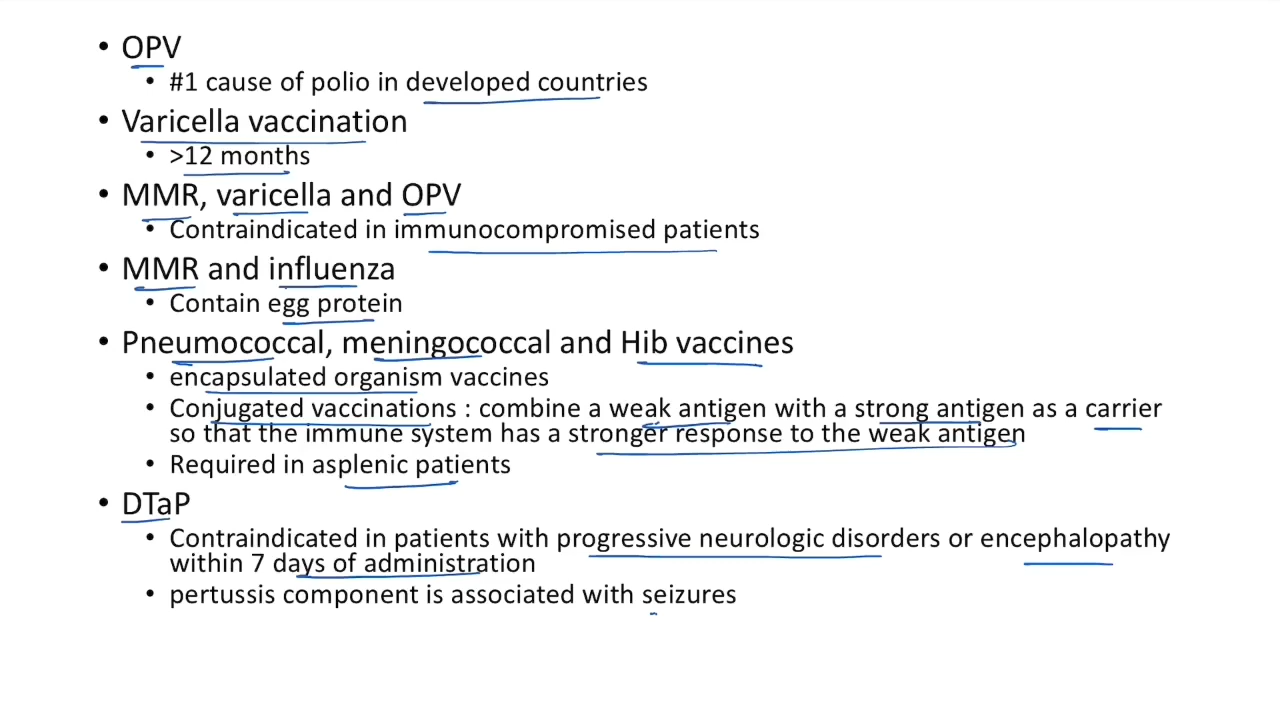 • OPV
• #1 cause of polio in developed countries
• Varicella vaccination
• >12 months
• MMR, varicella and OPV
• Contraindicated in immunocompromised patients
• MMR and influenza
• Contain egg protein
• Pneumococcal, meningococcal and Hib vaccines
• encapsulated organism vaccines
• Conjugated vaccinations : combine a weak antigen with a strong antigen as a carrier
so that the immune system has a stronger response to the weak antigen
• Required in asplenic patients
• DTaP
• Contraindicated in patients with progressive neurologic disorders or encephalopathy
within 7 days of administration
• pertussis component is associated with seizures